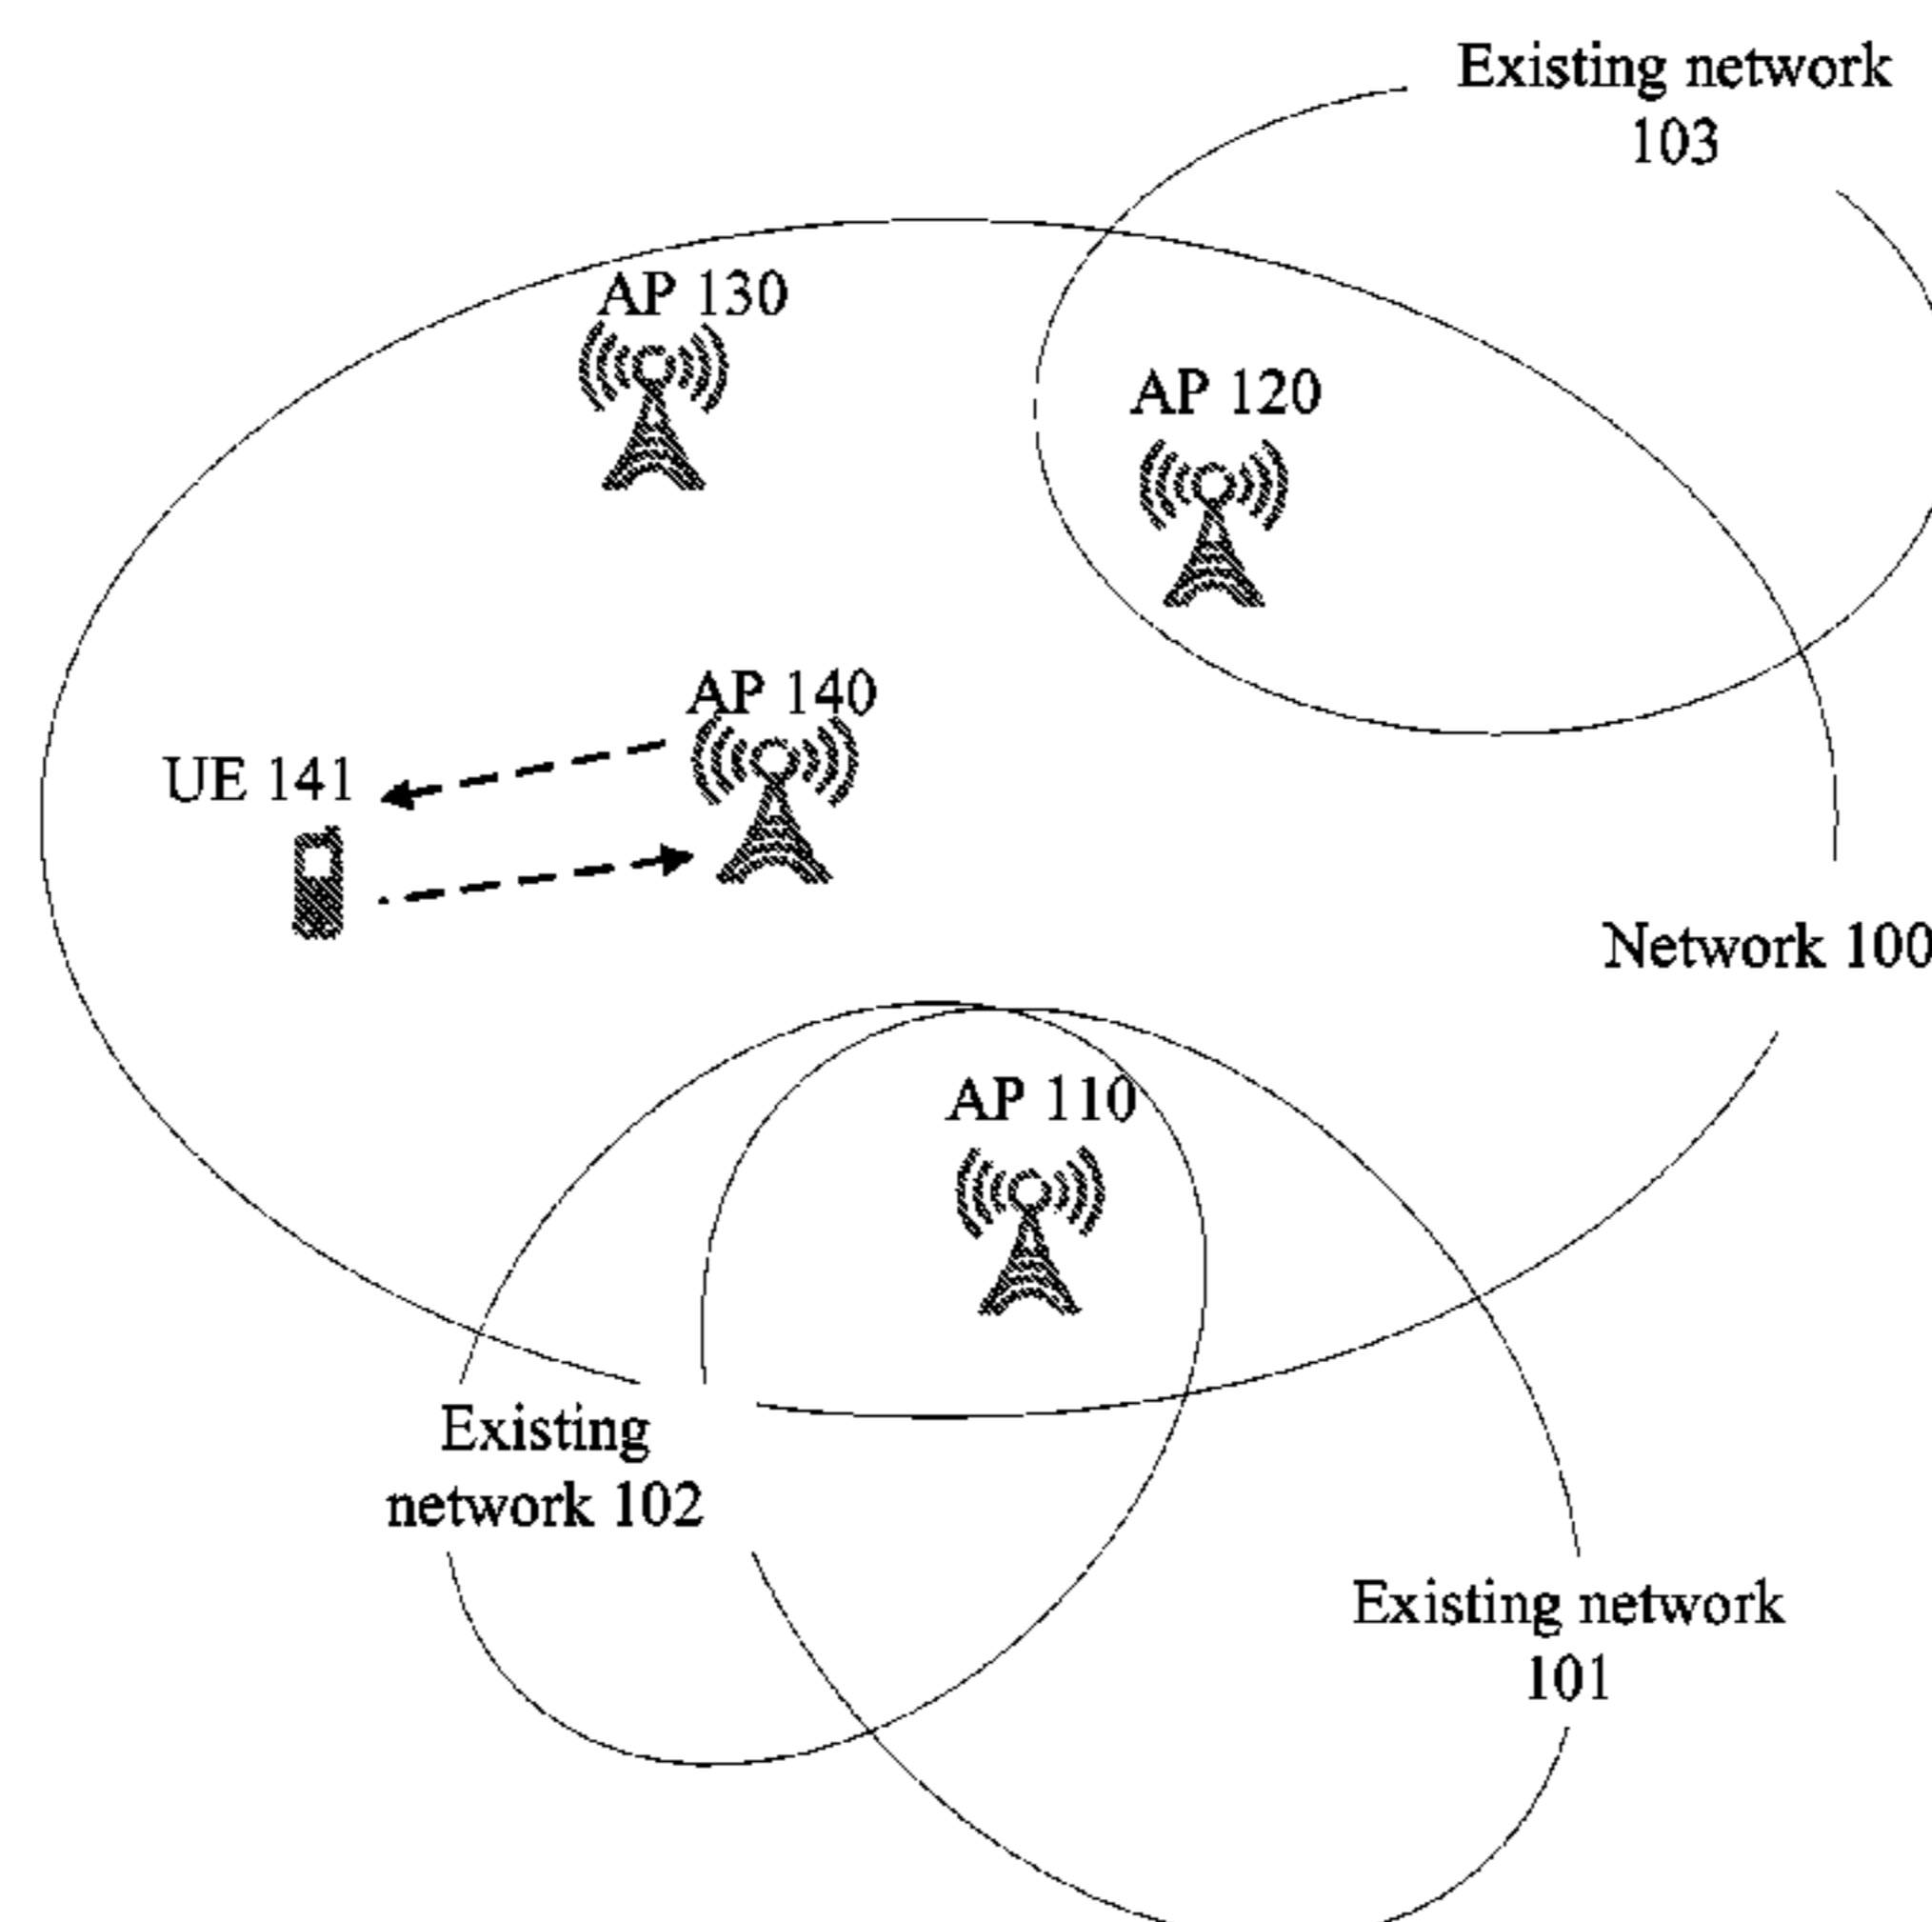 Existing network
103
AP 130
AP 120
AP 140
UE 141
Network 100
AP 110
Existing
network 102
Existing network
101